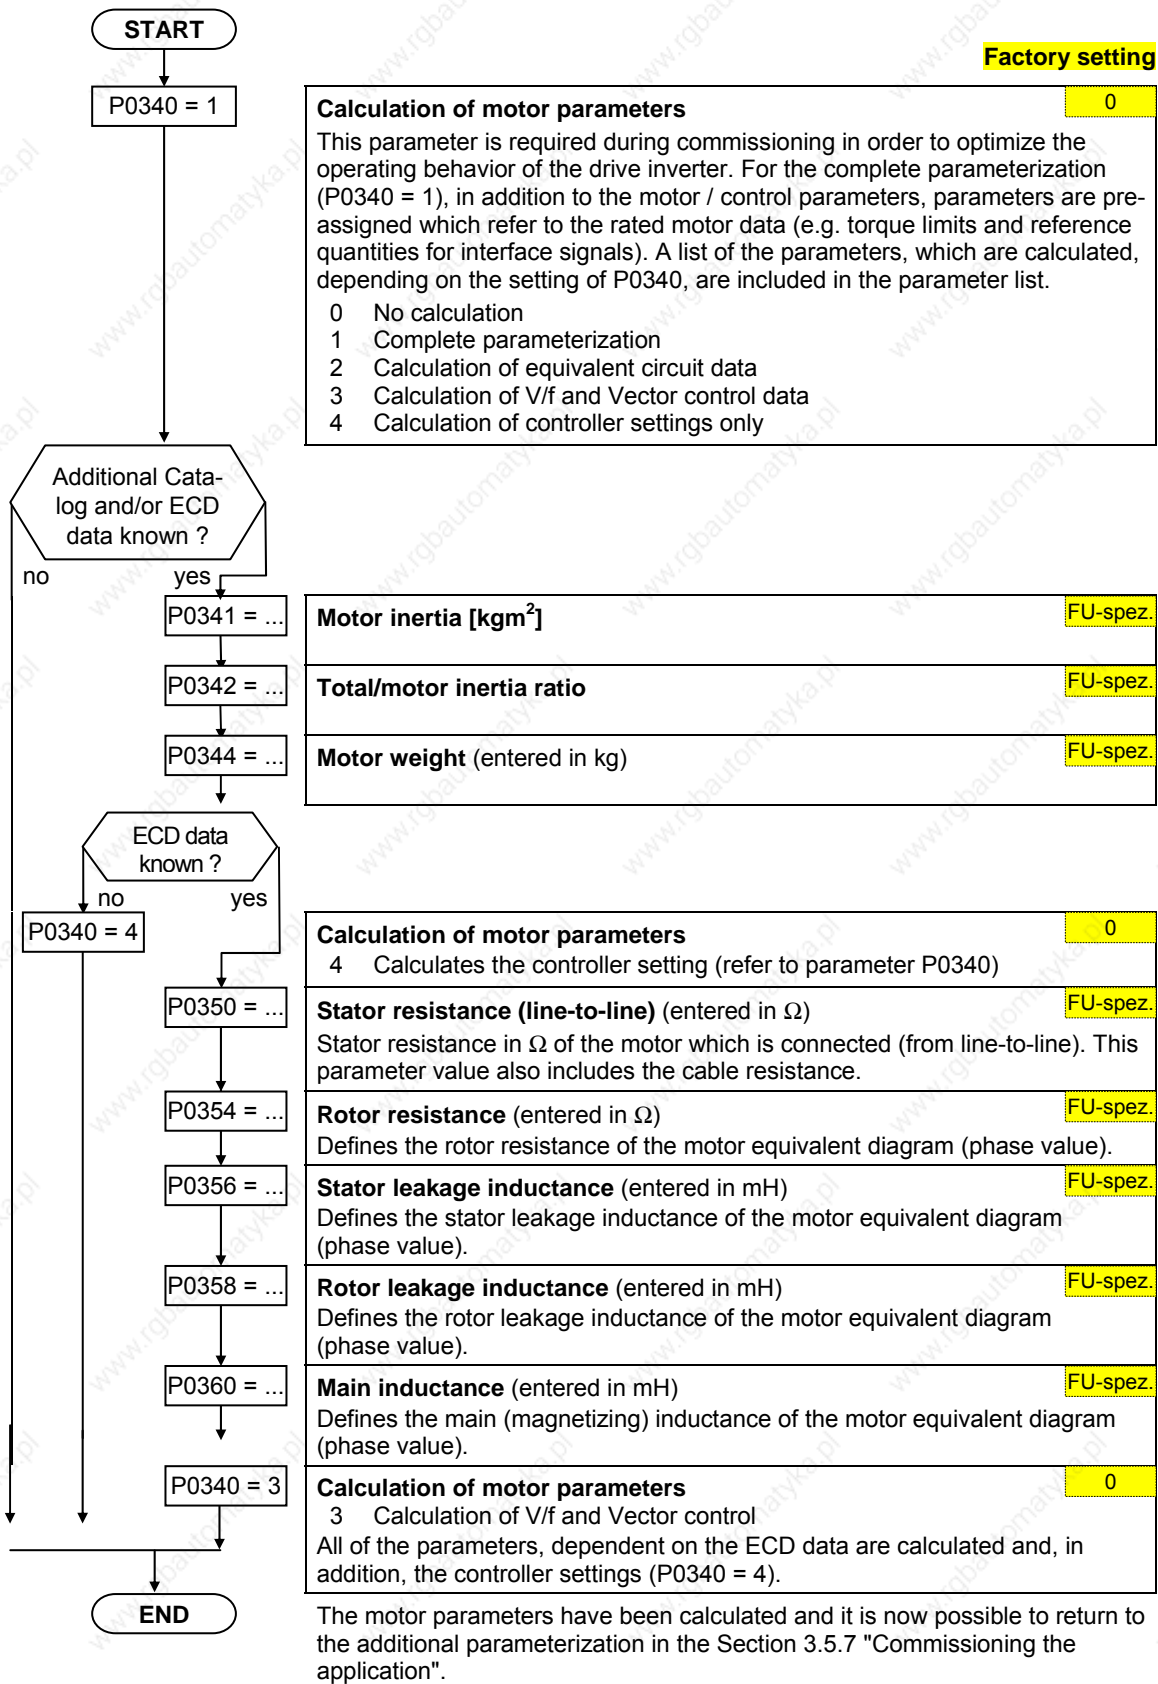 START
Factory setting
P0340 = 1
Calculation of motor parameters
0
This parameter is required during commissioning in order to optimize the
operating behavior of the drive inverter. For the complete parameterization
(P0340 = 1), in addition to the motor / control parameters, parameters are pre-
assigned which refer to the rated motor data (e.g. torque limits and reference
quantities for interface signals). A list of the parameters, which are calculated,
depending on the setting of P0340, are included in the parameter list.
0 No calculation
1 Complete parameterization
2 Calculation of equivalent circuit data
3 Calculation of V/f and Vector control data
4 Calculation of controller settings only
Additional Cata-
log and/or ECD
data known ?
no
yes
P0341 = ...
Motor inertia [kgm²]
FU-spez.
P0342 = ...
Total/motor inertia ratio
FU-spez.
P0344 = ...
Motor weight (entered in kg)
FU-spez.
ECD data
known ?
no
yes
P0340 = 4
Calculation of motor parameters
0
4 Calculates the controller setting (refer to parameter P0340)
P0350 = ...
Stator resistance (line-to-line) (entered in Ω)
FU-spez.
Stator resistance in Ω of the motor which is connected (from line-to-line). This
parameter value also includes the cable resistance.
P0354 = ...
Rotor resistance (entered in Ω)
FU-spez.
Defines the rotor resistance of the motor equivalent diagram (phase value).
P0356 = ...
Stator leakage inductance (entered in mH)
FU-spez.
Defines the stator leakage inductance of the motor equivalent diagram
(phase value).
P0358 = ...
Rotor leakage inductance (entered in mH)
FU-spez.
Defines the rotor leakage inductance of the motor equivalent diagram
(phase value).
P0360 = ...
Main inductance (entered in mH)
FU-spez.
Defines the main (magnetizing) inductance of the motor equivalent diagram
(phase value).
P0340 = 3
Calculation of motor parameters
0
3 Calculation of V/f and Vector control
All of the parameters, dependent on the ECD data are calculated and, in
addition, the controller settings (P0340 = 4).
END
The motor parameters have been calculated and it is now possible to return to
the additional parameterization in the Section 3.5.7 "Commissioning the
application".
www.rgbautomatyka.pl